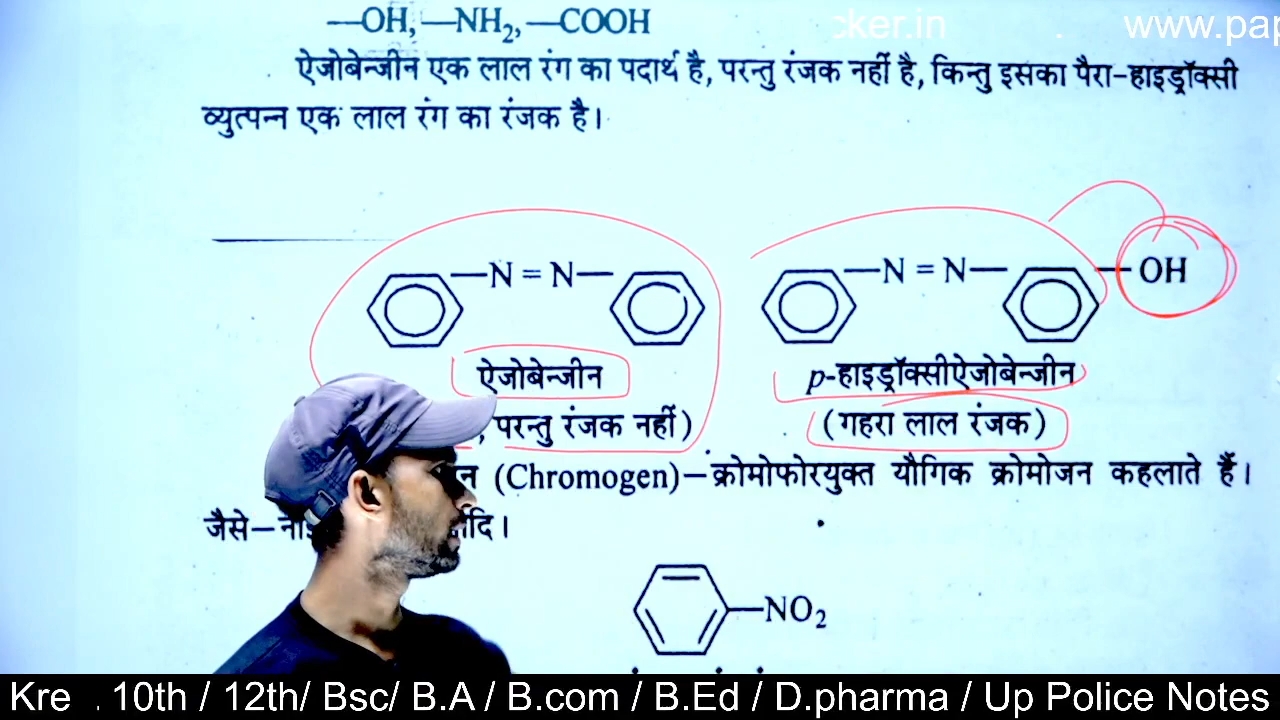 —OH, —NH₂, —COOH
ker.in . www.pap
ऐजोबेन्जीन एक लाल रंग का पदार्थ है, परन्तु रंजक नहीं है, किन्तु इसका पैरा-हाइड्रॉक्सी
व्युत्पन्न एक लाल रंग का रंजक है।
—N = N— —N = N— —OH
ऐजोबेन्जीन p-हाइड्रॉक्सीऐजोबेन्जीन
, परन्तु रंजक नहीं) (गहरा लाल रंजक)
न (Chromogen)—क्रोमोफोरयुक्त यौगिक क्रोमोजन कहलाते हैं।
जैसे—
—NO₂
Kre . 10th / 12th/ Bsc/ B.A / B.com / B.Ed / D.pharma / Up Police Notes